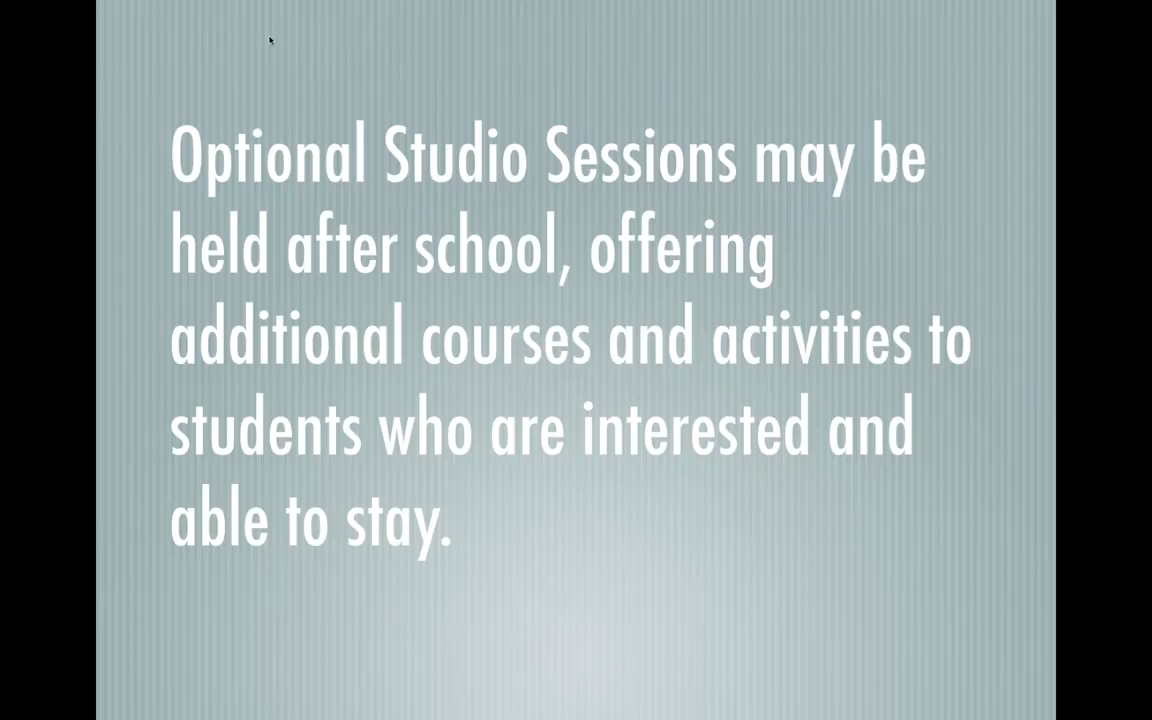 Optional Studio Sessions may be
held after school, offering
additional courses and activities to
students who are interested and
able to stay.